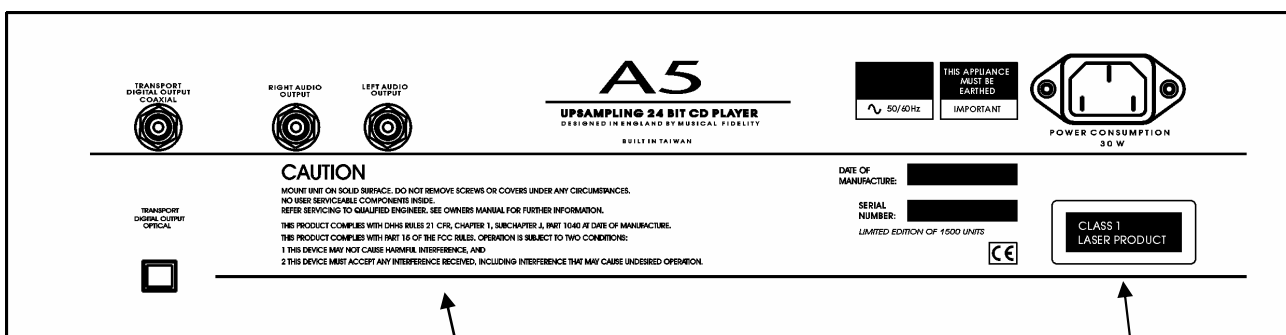 TRANSPORT
DIGITAL OUTPUT
COAXIAL
RIGHT AUDIO
OUTPUT
LEFT AUDIO
OUTPUT
A5
UPSAMPLING 24 BIT CD PLAYER
DESIGNED IN ENGLAND BY MUSICAL FIDELITY
BUILT IN TAIWAN
∿ 50/60Hz
THIS APPLIANCE
MUST BE
EARTHED
IMPORTANT
POWER CONSUMPTION
30 W
TRANSPORT
DIGITAL OUTPUT
OPTICAL
CAUTION
MOUNT UNIT ON SOLID SURFACE. DO NOT REMOVE SCREWS OR COVERS UNDER ANY CIRCUMSTANCES.
NO USER SERVICEABLE COMPONENTS INSIDE.
REFER SERVICING TO QUALIFIED ENGINEER. SEE OWNERS MANUAL FOR FURTHER INFORMATION.
THIS PRODUCT COMPLIES WITH DHHS RULES 21 CFR, CHAPTER 1, SUBCHAPTER J, PART 1040 AT DATE OF MANUFACTURE.
THIS PRODUCT COMPLIES WITH PART 15 OF THE FCC RULES. OPERATION IS SUBJECT TO TWO CONDITIONS:
1 THIS DEVICE MAY NOT CAUSE HARMFUL INTERFERENCE, AND
2 THIS DEVICE MUST ACCEPT ANY INTERFERENCE RECEIVED, INCLUDING INTERFERENCE THAT MAY CAUSE UNDESIRED OPERATION.
DATE OF
MANUFACTURE:
SERIAL
NUMBER:
LIMITED EDITION OF 1500 UNITS
CE
CLASS 1
LASER PRODUCT